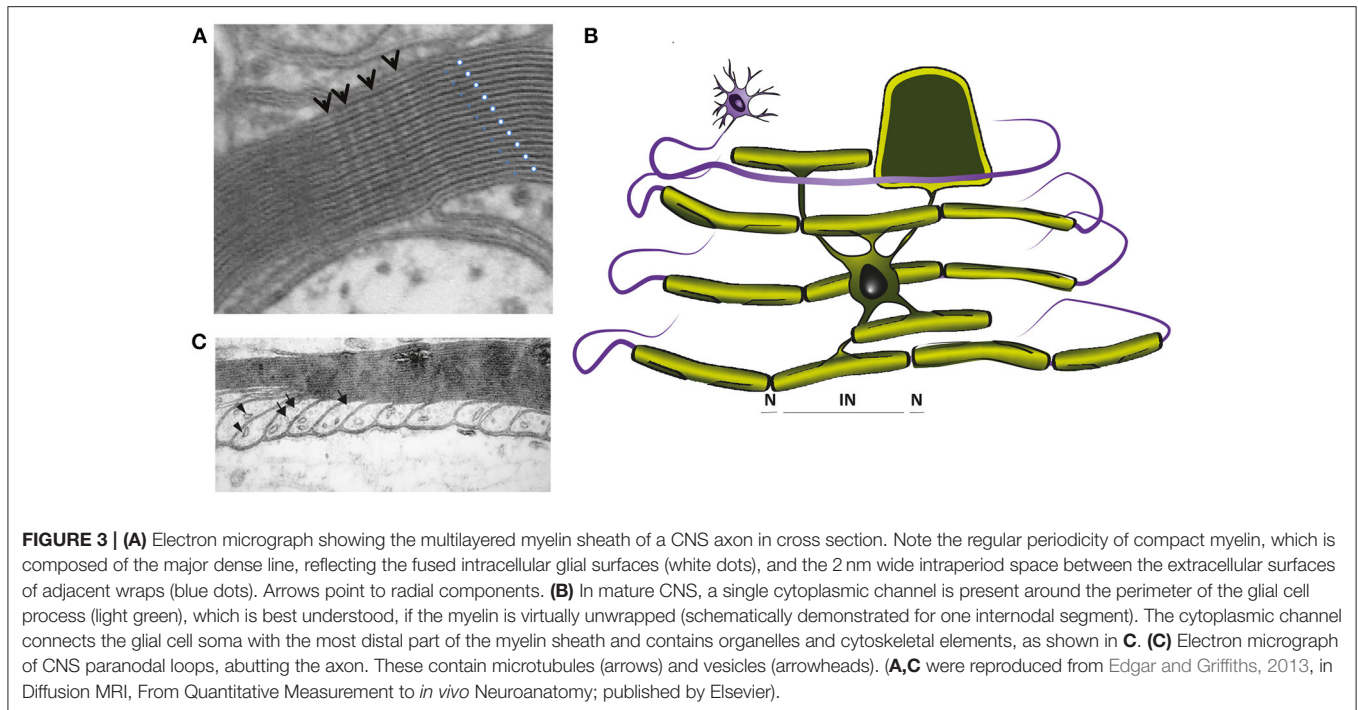 A
B
C
N IN N
FIGURE 3 | (A) Electron micrograph showing the multilayered myelin sheath of a CNS axon in cross section. Note the regular periodicity of compact myelin, which is
composed of the major dense line, reflecting the fused intracellular glial surfaces (white dots), and the 2 nm wide intraperiod space between the extracellular surfaces
of adjacent wraps (blue dots). Arrows point to radial components. (B) In mature CNS, a single cytoplasmic channel is present around the perimeter of the glial cell
process (light green), which is best understood, if the myelin is virtually unwrapped (schematically demonstrated for one internodal segment). The cytoplasmic channel
connects the glial cell soma with the most distal part of the myelin sheath and contains organelles and cytoskeletal elements, as shown in C. (C) Electron micrograph
of CNS paranodal loops, abutting the axon. These contain microtubules (arrows) and vesicles (arrowheads). (A,C were reproduced from Edgar and Griffiths, 2013, in
Diffusion MRI, From Quantitative Measurement to in vivo Neuroanatomy; published by Elsevier).